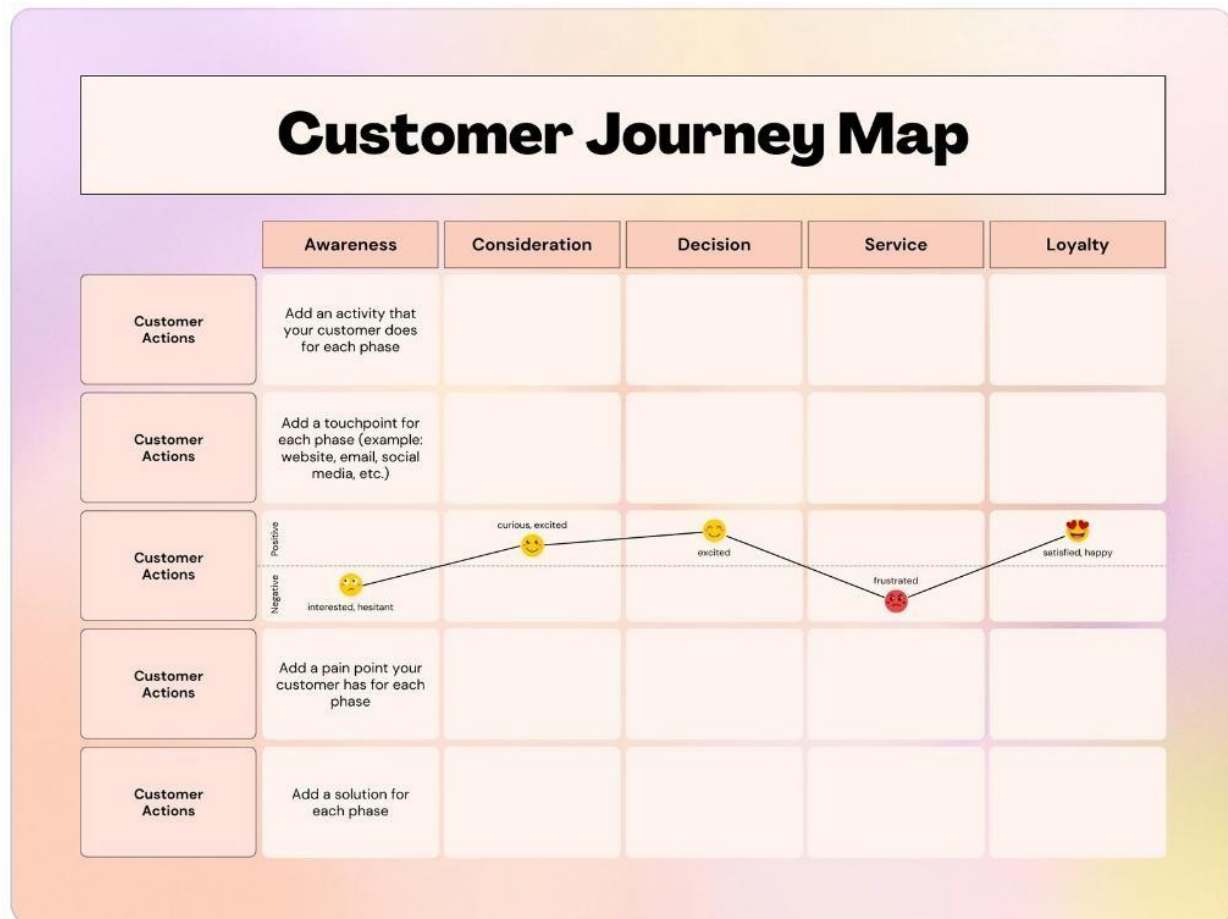 Customer Journey Map
Awareness
Consideration
Decision
Service
Loyalty
Customer
Actions
Add an activity that
your customer does
for each phase
Customer
Actions
Add a touchpoint for
each phase (example:
website, email, social
media, etc.)
Customer
Actions
Positive
Negative
interested, hesitant
curious, excited
excited
frustrated
satisfied, happy
Customer
Actions
Add a pain point your
customer has for each
phase
Customer
Actions
Add a solution for
each phase